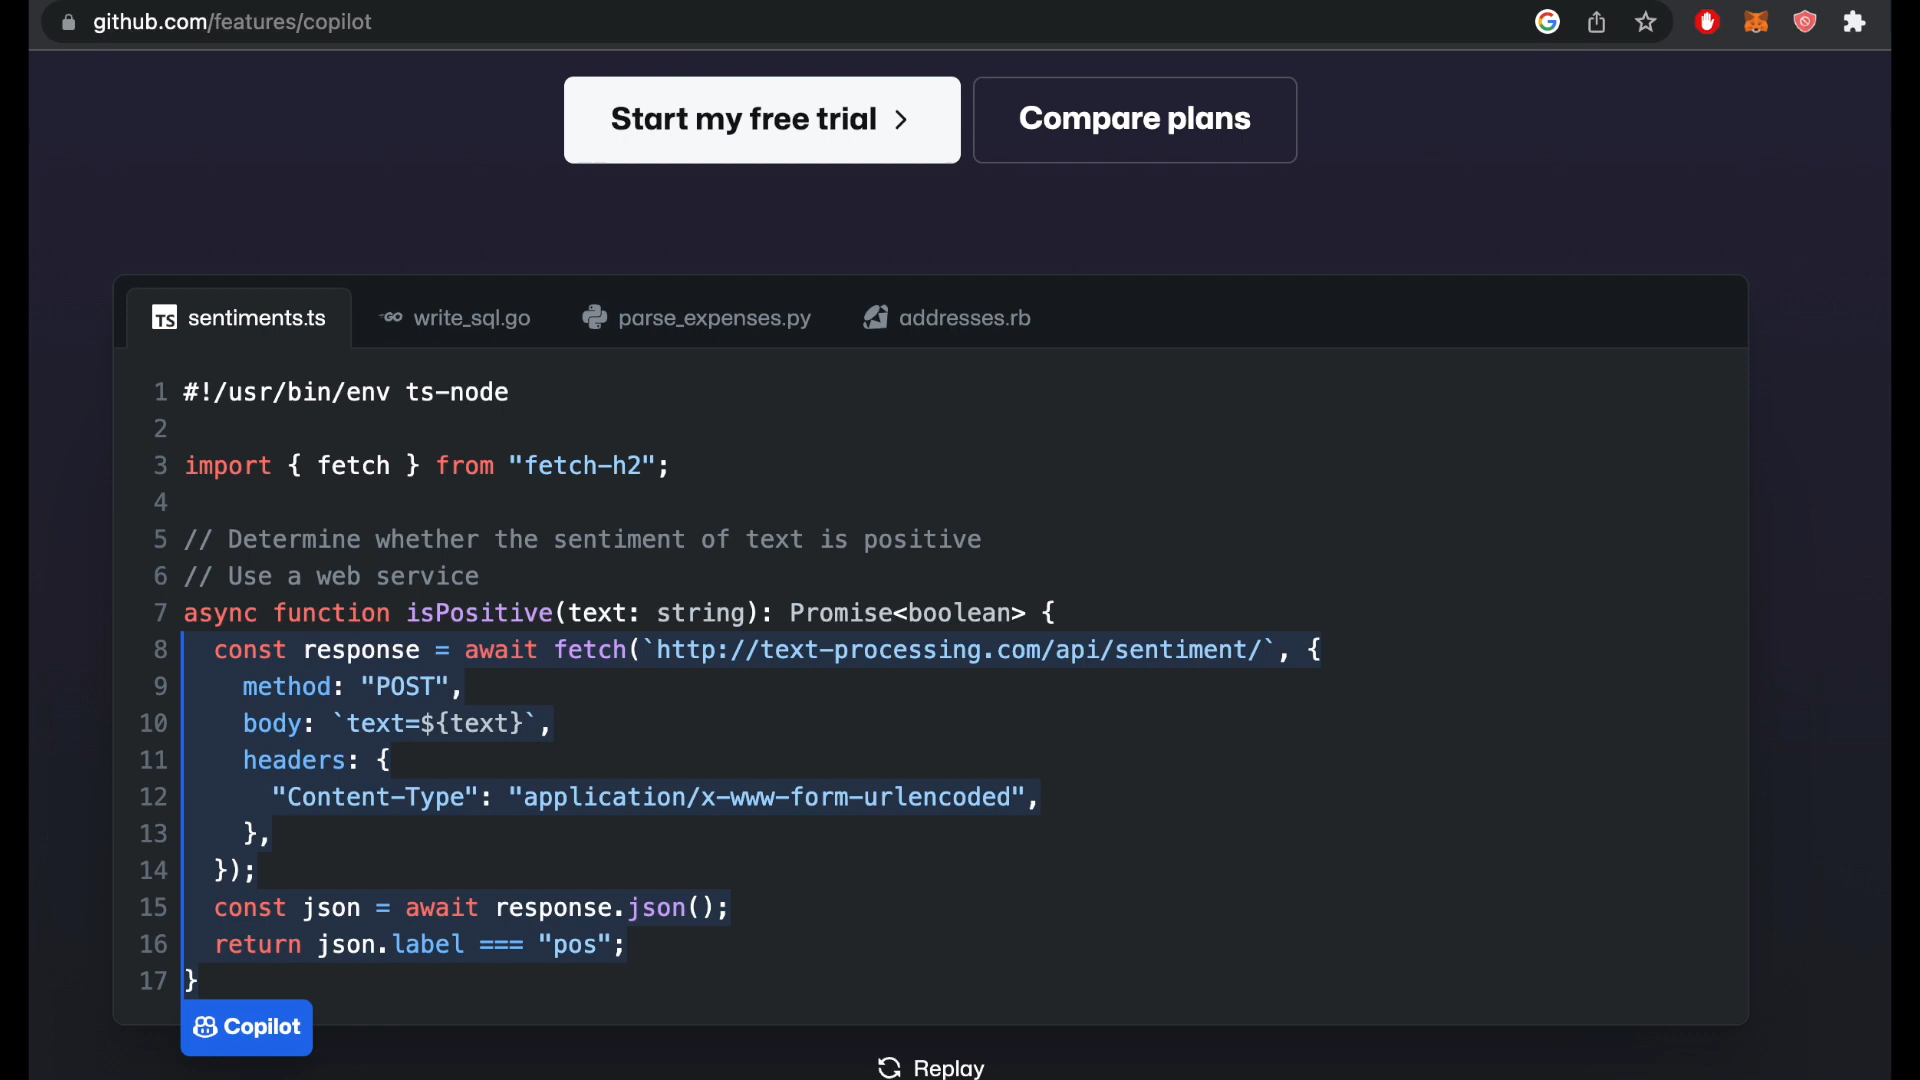 github.com/features/copilot
Start my free trial >
Compare plans
TS sentiments.ts
GO write_sql.go
parse_expenses.py
addresses.rb
1 #!/usr/bin/env ts-node
2
3 import { fetch } from "fetch-h2";
4
5 // Determine whether the sentiment of text is positive
6 // Use a web service
7 async function isPositive(text: string): Promise<boolean> {
8 const response = await fetch(`http://text-processing.com/api/sentiment/`, {
9 method: "POST",
10 body: `text=${text}`,
11 headers: {
12 "Content-Type": "application/x-www-form-urlencoded",
13 },
14 });
15 const json = await response.json();
16 return json.label === "pos";
17 }
Copilot
Replay